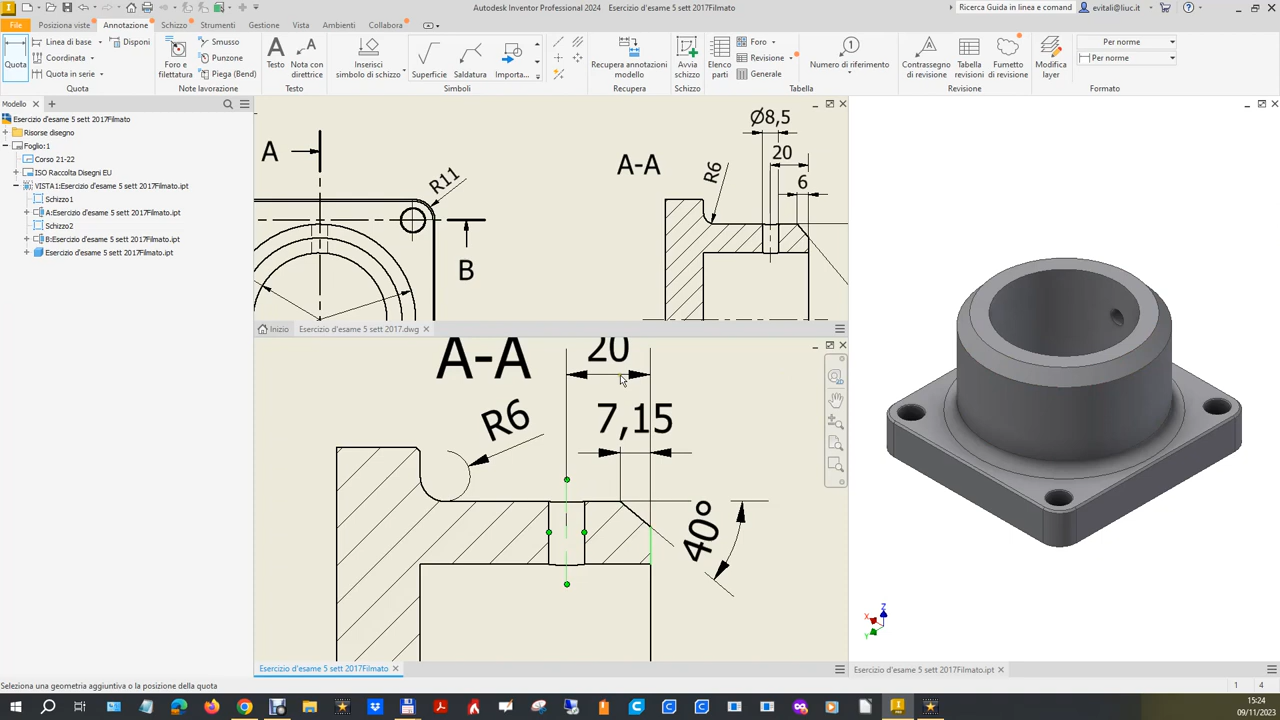 Autodesk Inventor Professional 2024 Esercizio d'esame 5 sett 2017Filmato
Ricerca Guida in linea e comand
evitali@liuc.it
File Posiziona viste Annotazione Schizzo Strumenti Gestione Vista Ambienti Collabora
Linea di base Disponi
Coordinata
Quota in serie
Quota
Quota
Foro e filettatura
Smusso
Punzone
Piega (Bend)
Note lavorazione
Testo
Nota con direttrice
Testo
Inserisci simbolo di schizzo
Superficie
Saldatura
Importa...
Simboli
Recupera annotazioni modello
Recupera
Avvia schizzo
Schizzo
Elenco parti
Foro
Revisione
Generale
Numero di riferimento
Tabella
Contrassegno di revisione
Tabella revisioni
Fumetto di revisione
Revisione
Modifica layer
Per norme
Per norme
Formato
Modello
Esercizio d'esame 5 sett 2017Filmato
Risorse disegno
Foglio:1
Corso 21-22
ISO Raccolta Disegni EU
VISTA1:Esercizio d'esame 5 sett 2017Filmato.ipt
Schizzo1
A:Esercizio d'esame 5 sett 2017Filmato.ipt
Schizzo2
B:Esercizio d'esame 5 sett 2017Filmato.ipt
Esercizio d'esame 5 sett 2017Filmato.ipt
A
R11
B
A-A
R6
Ø8,5
20
6
Inizio
Esercizio d'esame 5 sett 2017.dwg
A-A
20
R6
7,15
40°
Z
X
Y
Esercizio d'esame 5 sett 2017Filmato
Esercizio d'esame 5 sett 2017Filmato.ipt
Seleziona una geometria aggiuntiva o la posizione della quota
1 4
15:24
09/11/2023